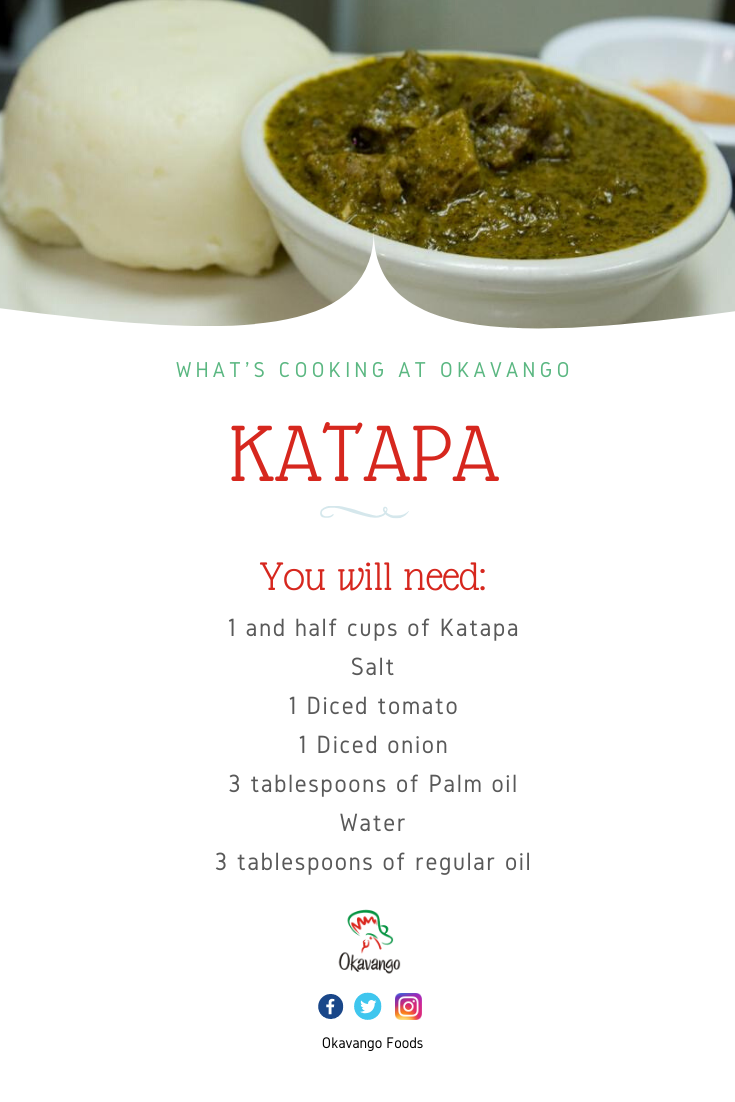 WHAT'S COOKING AT OKAVANGO
KATAPA
You will need:
1 and half cups of Katapa
Salt
1 Diced tomato
1 Diced onion
3 tablespoons of Palm oil
Water
3 tablespoons of regular oil
Okavango
Okavango Foods